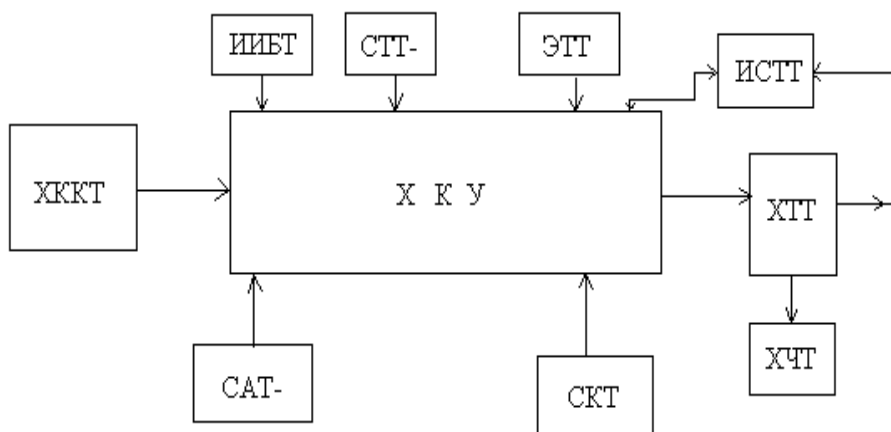 ИИБТ
СТТ-
ЭТТ
ИСТТ
ХККТ
Х К У
ХТТ
САТ-
СКТ
ХЧТ